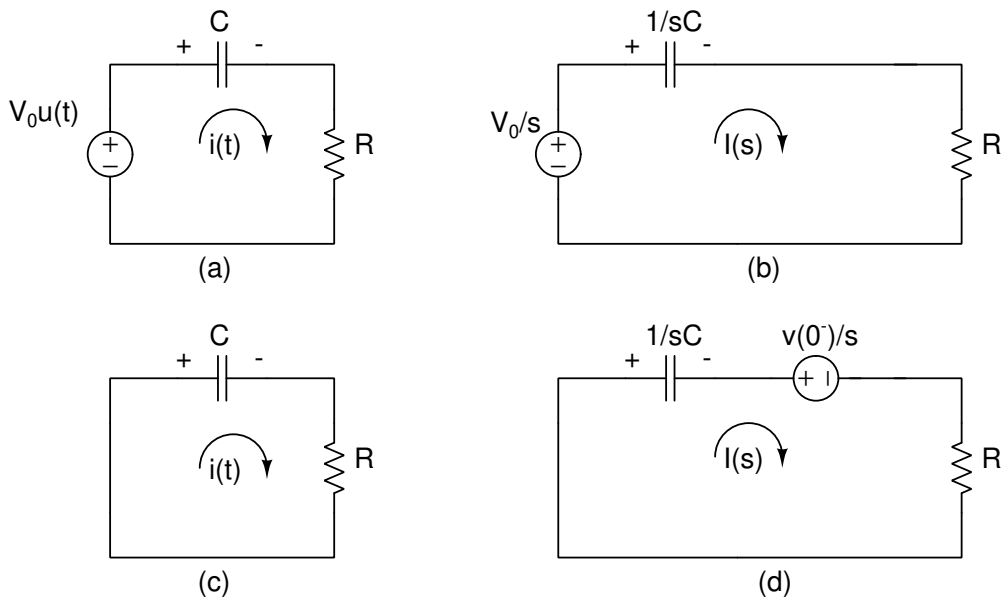 C
+ -
V₀u(t)
+
−
i(t)
R
(a)
1/sC
+ -
V₀/s
+
−
I(s)
R
(b)
C
+ -
i(t)
R
(c)
1/sC
+ -
v(0⁻)/s
+ −
I(s)
R
(d)